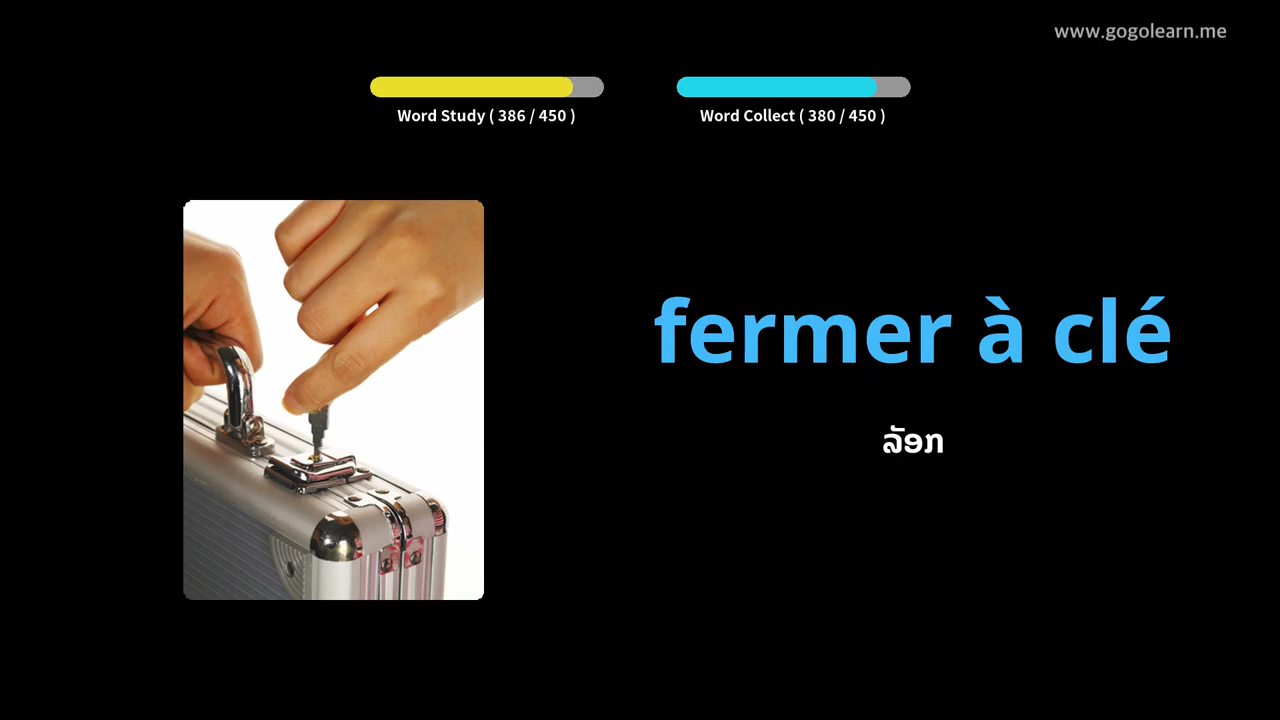 www.gogolearn.me
Word Study ( 386 / 450 )
Word Collect ( 380 / 450 )
fermer à clé
ລັອກ